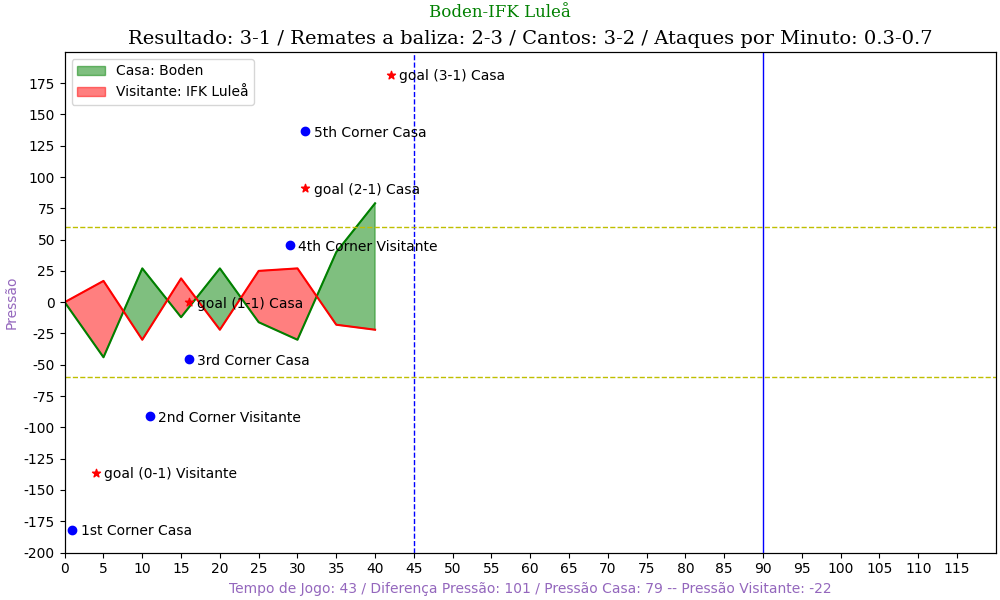 Boden-IFK Luleå
Resultado: 3-1 / Remates a baliza: 2-3 / Cantos: 3-2 / Ataques por Minuto: 0.3-0.7
Casa: Boden
Visitante: IFK Luleå
goal (3-1) Casa
5th Corner Casa
goal (2-1) Casa
4th Corner Visitante
goal (1-1) Casa
3rd Corner Casa
2nd Corner Visitante
goal (0-1) Visitante
1st Corner Casa
Pressão
175
150
125
100
75
50
25
0
-25
-50
-75
-100
-125
-150
-175
-200
0 5 10 15 20 25 30 35 40 45 50 55 60 65 70 75 80 85 90 95 100 105 110 115
Tempo de Jogo: 43 / Diferença Pressão: 101 / Pressão Casa: 79 -- Pressão Visitante: -22